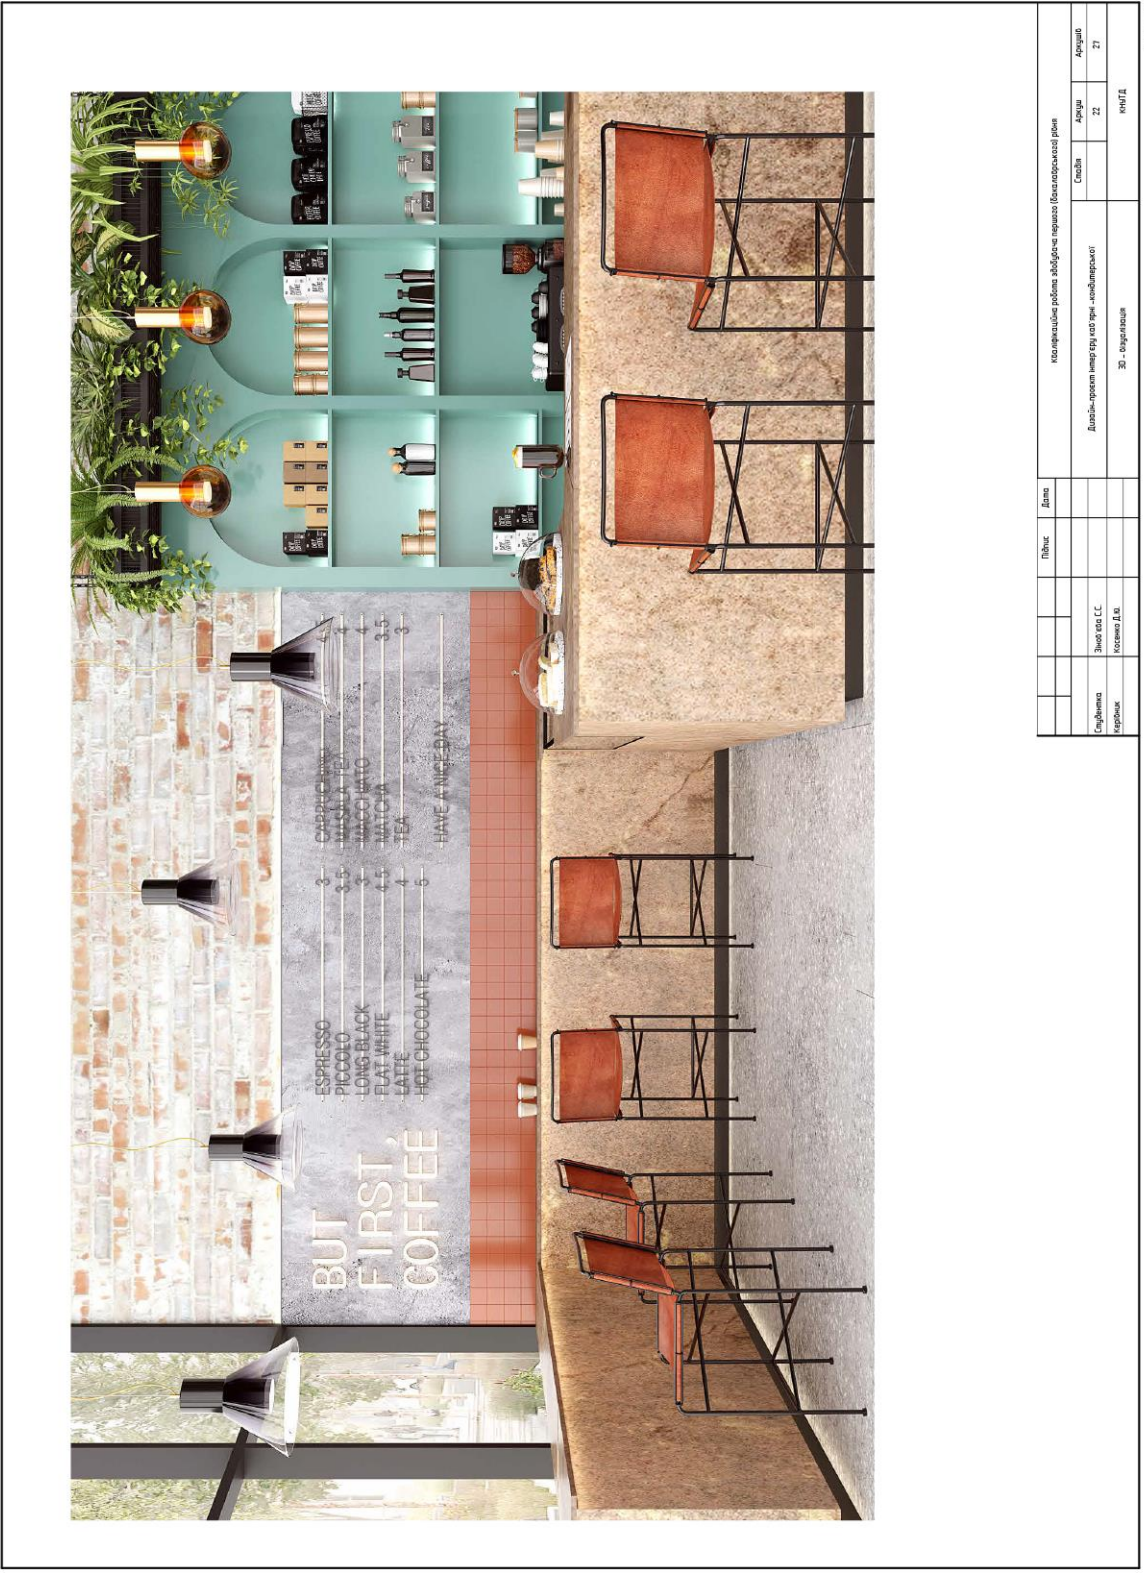 BUT
FIRST,
COFFEE
ESPRESSO 3
PICCOLO 3.5
LONG BLACK 3
FLAT WHITE 4.5
LATTE 4
HOT CHOCOLATE 5
CAPPUCCINO 4.5
MASALA TEA 4
MACCHIATO 4
MATCHA 3.5
TEA 3
HAVE A NICE DAY
Кваліфікаційна робота здобувача першого (бакалаврського) рівня
Підпис Дата
Дизайн-проєкт інтер'єру кав'ярні -кондитерської
Стадія Аркуш Аркушів
22 27
Студентка Зінов'єва С.С.
Керівник Косенко Д.Ю.
3D - візуалізація
КНУТД